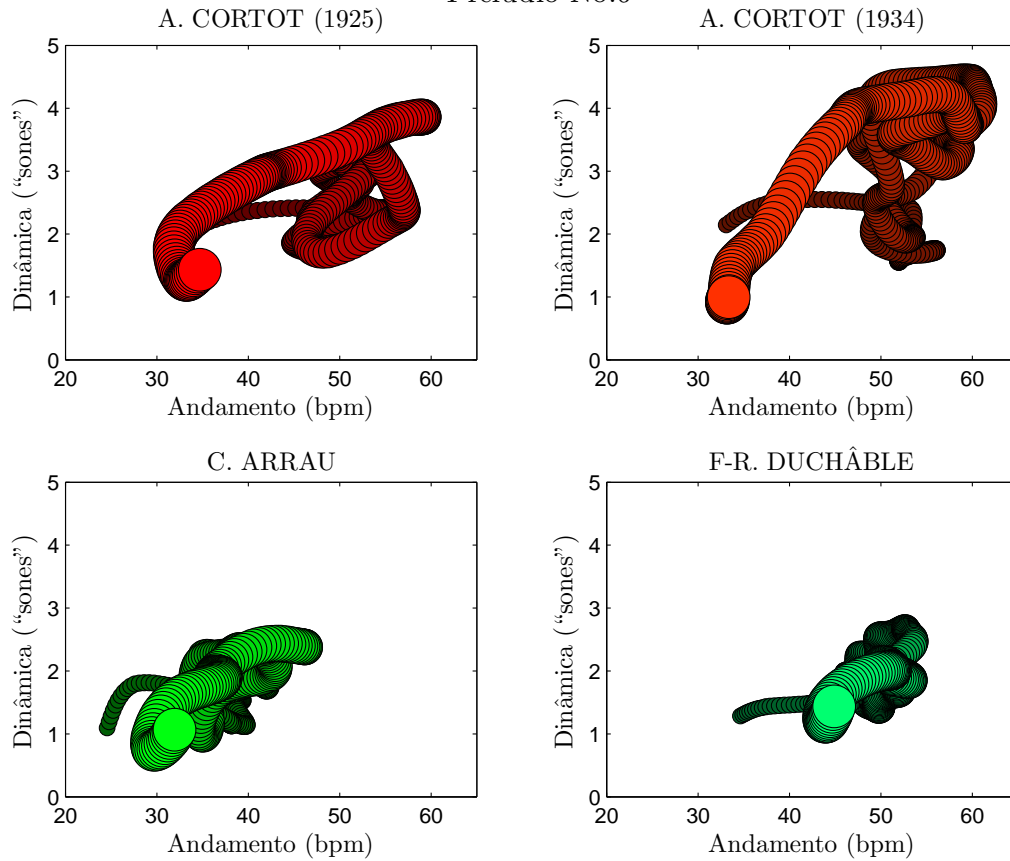 A. CORTOT (1925)
5
4
3
2
1
0
Dinâmica (“sones”)
20 30 40 50 60
Andamento (bpm)
A. CORTOT (1934)
5
4
3
2
1
0
Dinâmica (“sones”)
20 30 40 50 60
Andamento (bpm)
C. ARRAU
5
4
3
2
1
0
Dinâmica (“sones”)
20 30 40 50 60
Andamento (bpm)
F-R. DUCHÂBLE
5
4
3
2
1
0
Dinâmica (“sones”)
20 30 40 50 60
Andamento (bpm)